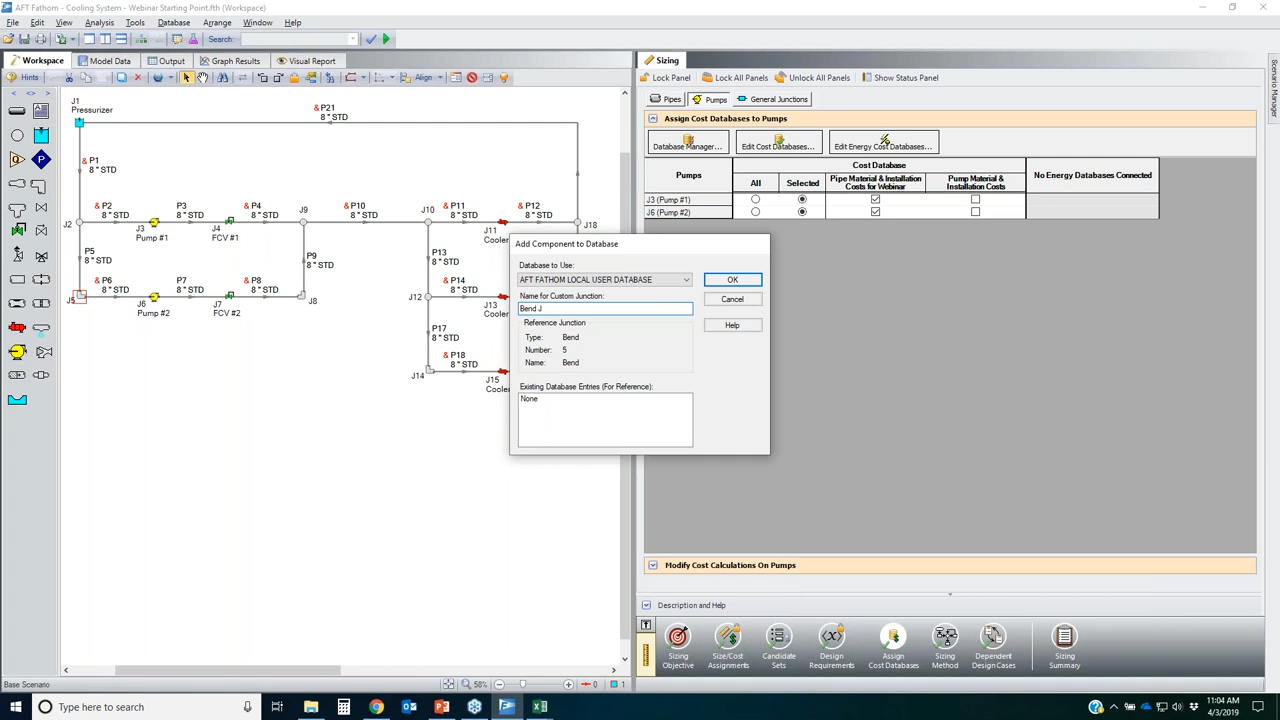 AFT Fathom - Cooling System - Webinar Starting Point.fth (Workspace)
File Edit View Analysis Tools Database Arrange Window Help
Search:
Workspace Model Data Output Graph Results Visual Report
Hints Align
J1
Pressurizer
& P21
8 " STD
& P1
8 " STD
& P2
8 " STD
P3
8 " STD
& P4
8 " STD
J9
P10
8 " STD
J10
& P11
8 " STD
& P12
8 " STD
J2
J3
Pump #1
J4
FCV #1
J11
Cooler
J18
P5
8 " STD
P9
8 " STD
P13
8 " STD
& P6
8 " STD
P7
8 " STD
& P8
8 " STD
& P14
8 " STD
J5
J6
Pump #2
J7
FCV #2
J8
J12
J13
Cooler
P17
8 " STD
& P18
8 " STD
J14
J15
Cooler
58%
0
1
Base Scenario
Sizing
Lock Panel Lock All Panels Unlock All Panels Show Status Panel
Pipes Pumps General Junctions
Assign Cost Databases to Pumps
Database Manager... Edit Cost Databases... Edit Energy Cost Databases...
Pumps
Cost Database
No Energy Databases Connected
All
Selected
Pipe Material & Installation Costs for Webinar
Pump Material & Installation Costs
J3 (Pump #1)
J6 (Pump #2)
Add Component to Database
Database to Use:
AFT FATHOM LOCAL USER DATABASE
OK
Name for Custom Junction:
Cancel
Bend J
Reference Junction
Help
Type: Bend
Number: 5
Name: Bend
Existing Database Entries (For Reference):
None
Modify Cost Calculations On Pumps
Description and Help
Sizing Objective
Size/Cost Assignments
Candidate Sets
Design Requirements
Assign Cost Databases
Sizing Method
Dependent Design Cases
Sizing Summary
Scenario Manager
Type here to search
11:04 AM
4/3/2019